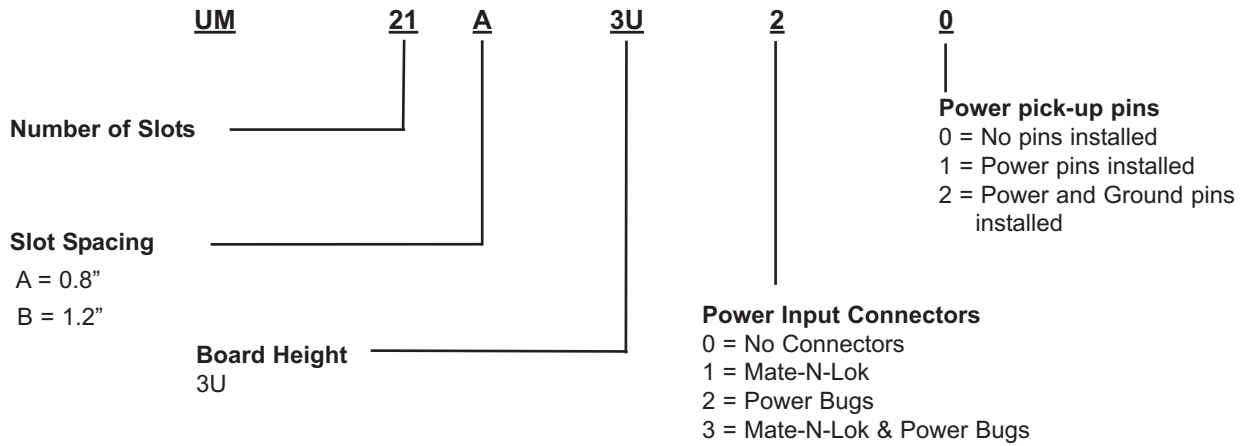 UM 21 A 3U 2 0
Number of Slots
Slot Spacing
A = 0.8”
B = 1.2”
Board Height
3U
Power Input Connectors
0 = No Connectors
1 = Mate-N-Lok
2 = Power Bugs
3 = Mate-N-Lok & Power Bugs
Power pick-up pins
0 = No pins installed
1 = Power pins installed
2 = Power and Ground pins
installed